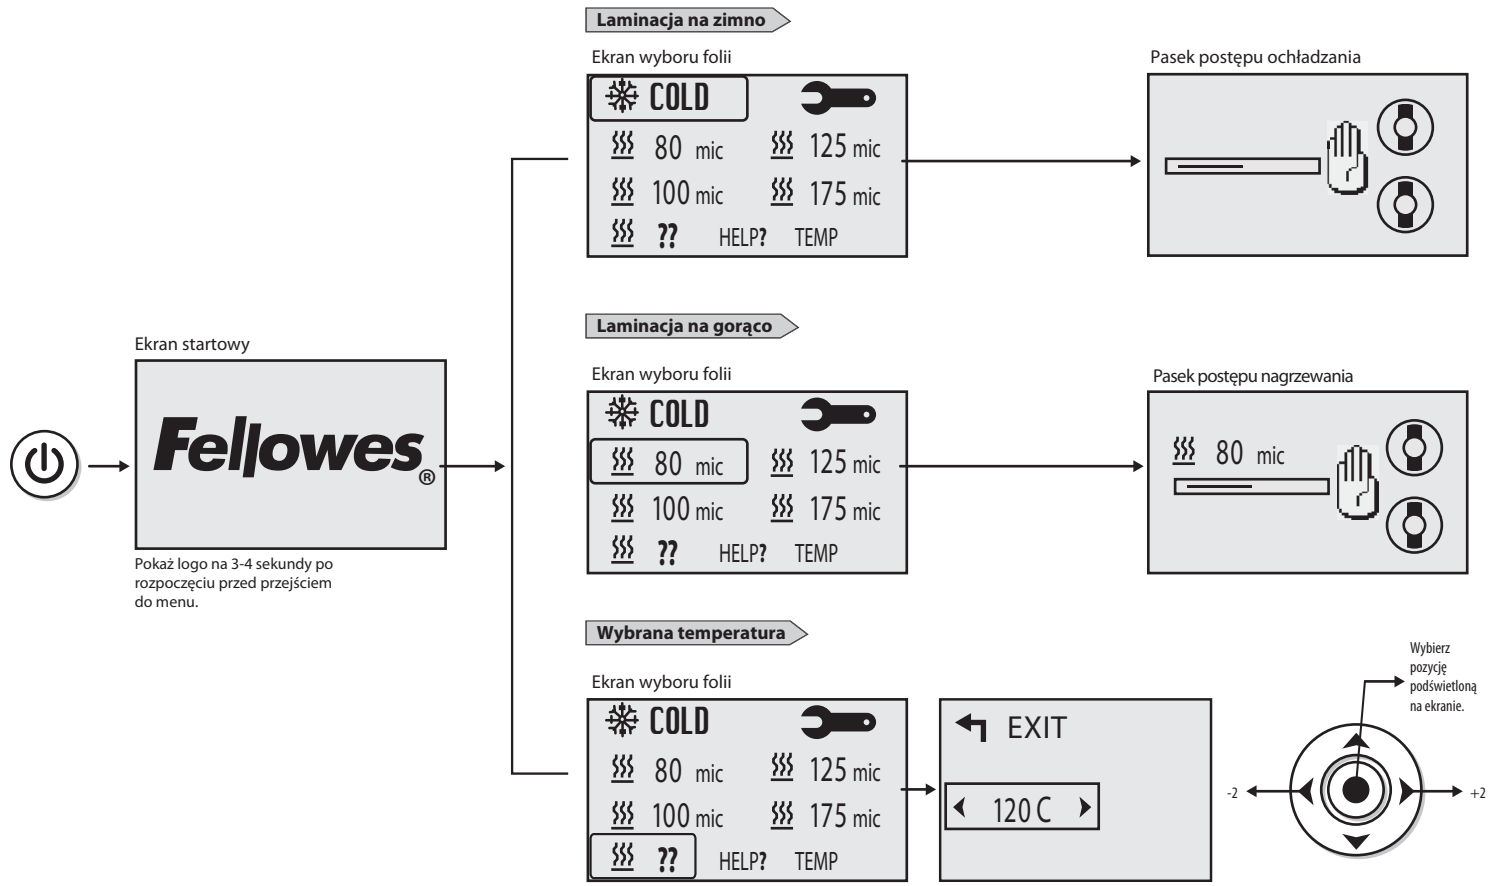 Laminacja na zimno
Ekran wyboru folii
COLD
80 mic
125 mic
100 mic
175 mic
??
HELP?
TEMP
Pasek postępu ochładzania
Ekran startowy
Fellowes®
Pokaż logo na 3-4 sekundy po
rozpoczęciu przed przejściem
do menu.
Laminacja na gorąco
Ekran wyboru folii
COLD
80 mic
125 mic
100 mic
175 mic
??
HELP?
TEMP
Pasek postępu nagrzewania
80 mic
Wybrana temperatura
Ekran wyboru folii
COLD
80 mic
125 mic
100 mic
175 mic
??
HELP?
TEMP
EXIT
120 C
Wybierz
pozycję
podświetloną
na ekranie.
-2
+2